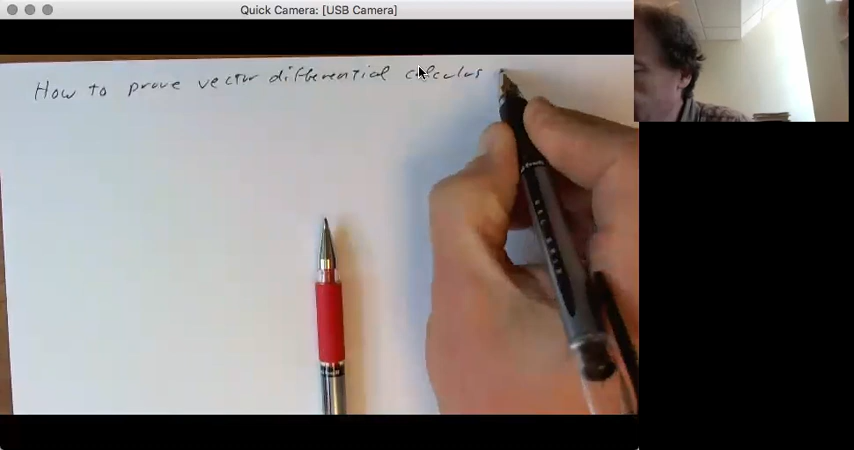 Quick Camera: [USB Camera]
How to prove vector differential calculus